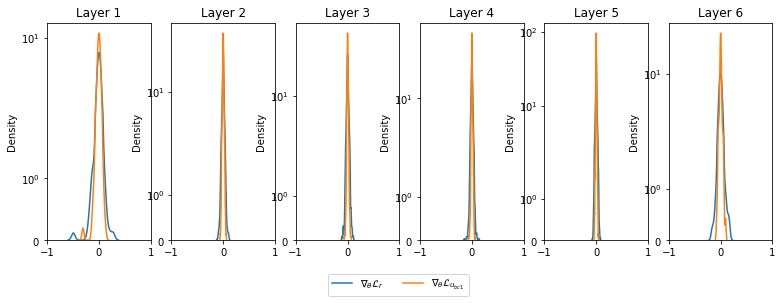 Layer 1 Layer 2 Layer 3 Layer 4 Layer 5 Layer 6
Density 10¹ 10⁰ 0 −1 0 1
Density 10¹ 10⁰ 0 −1 0 1
Density 10¹ 10⁰ 0 −1 0 1
Density 10¹ 10⁰ 0 −1 0 1
Density 10² 10¹ 10⁰ 0 −1 0 1
Density 10¹ 10⁰ 0 −1 0 1
∇θℒr ∇θℒu_bc1